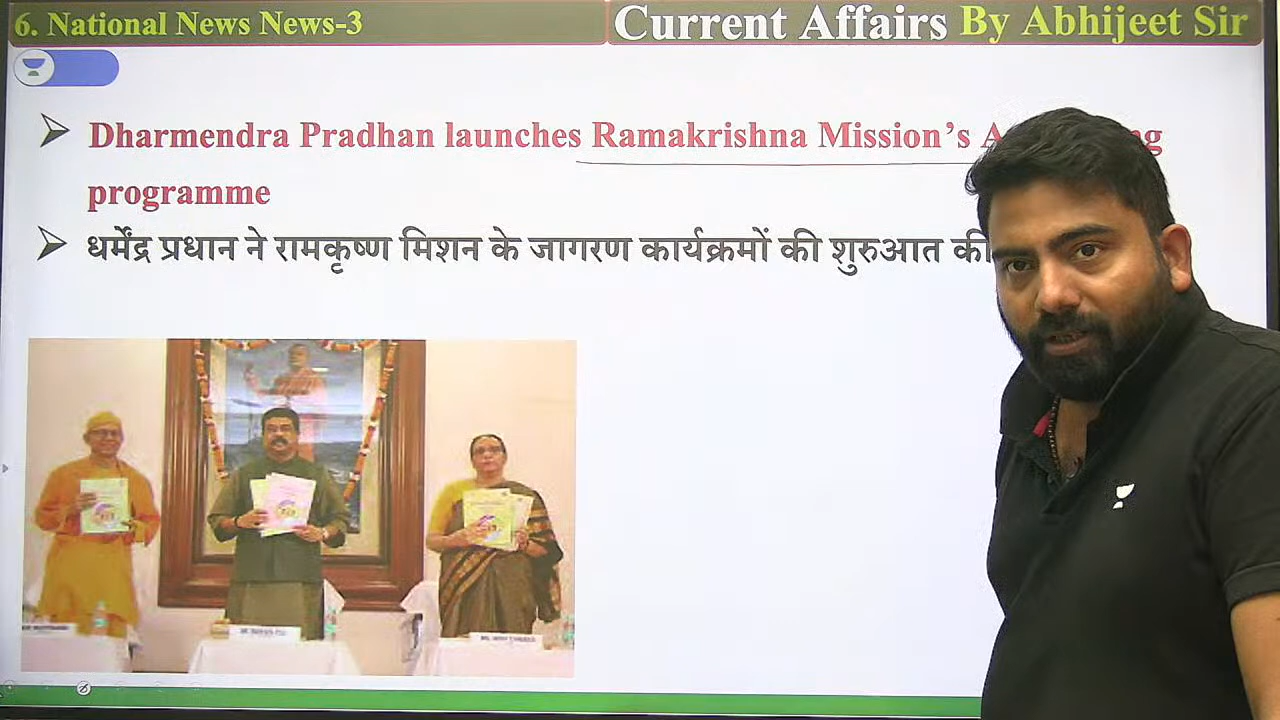 6. National News News-3
Current Affairs By Abhijeet Sir
Dharmendra Pradhan launches Ramakrishna Mission’s
programme
धर्मेंद्र प्रधान ने रामकृष्ण मिशन के जागरण कार्यक्रमों की शुरुआत की